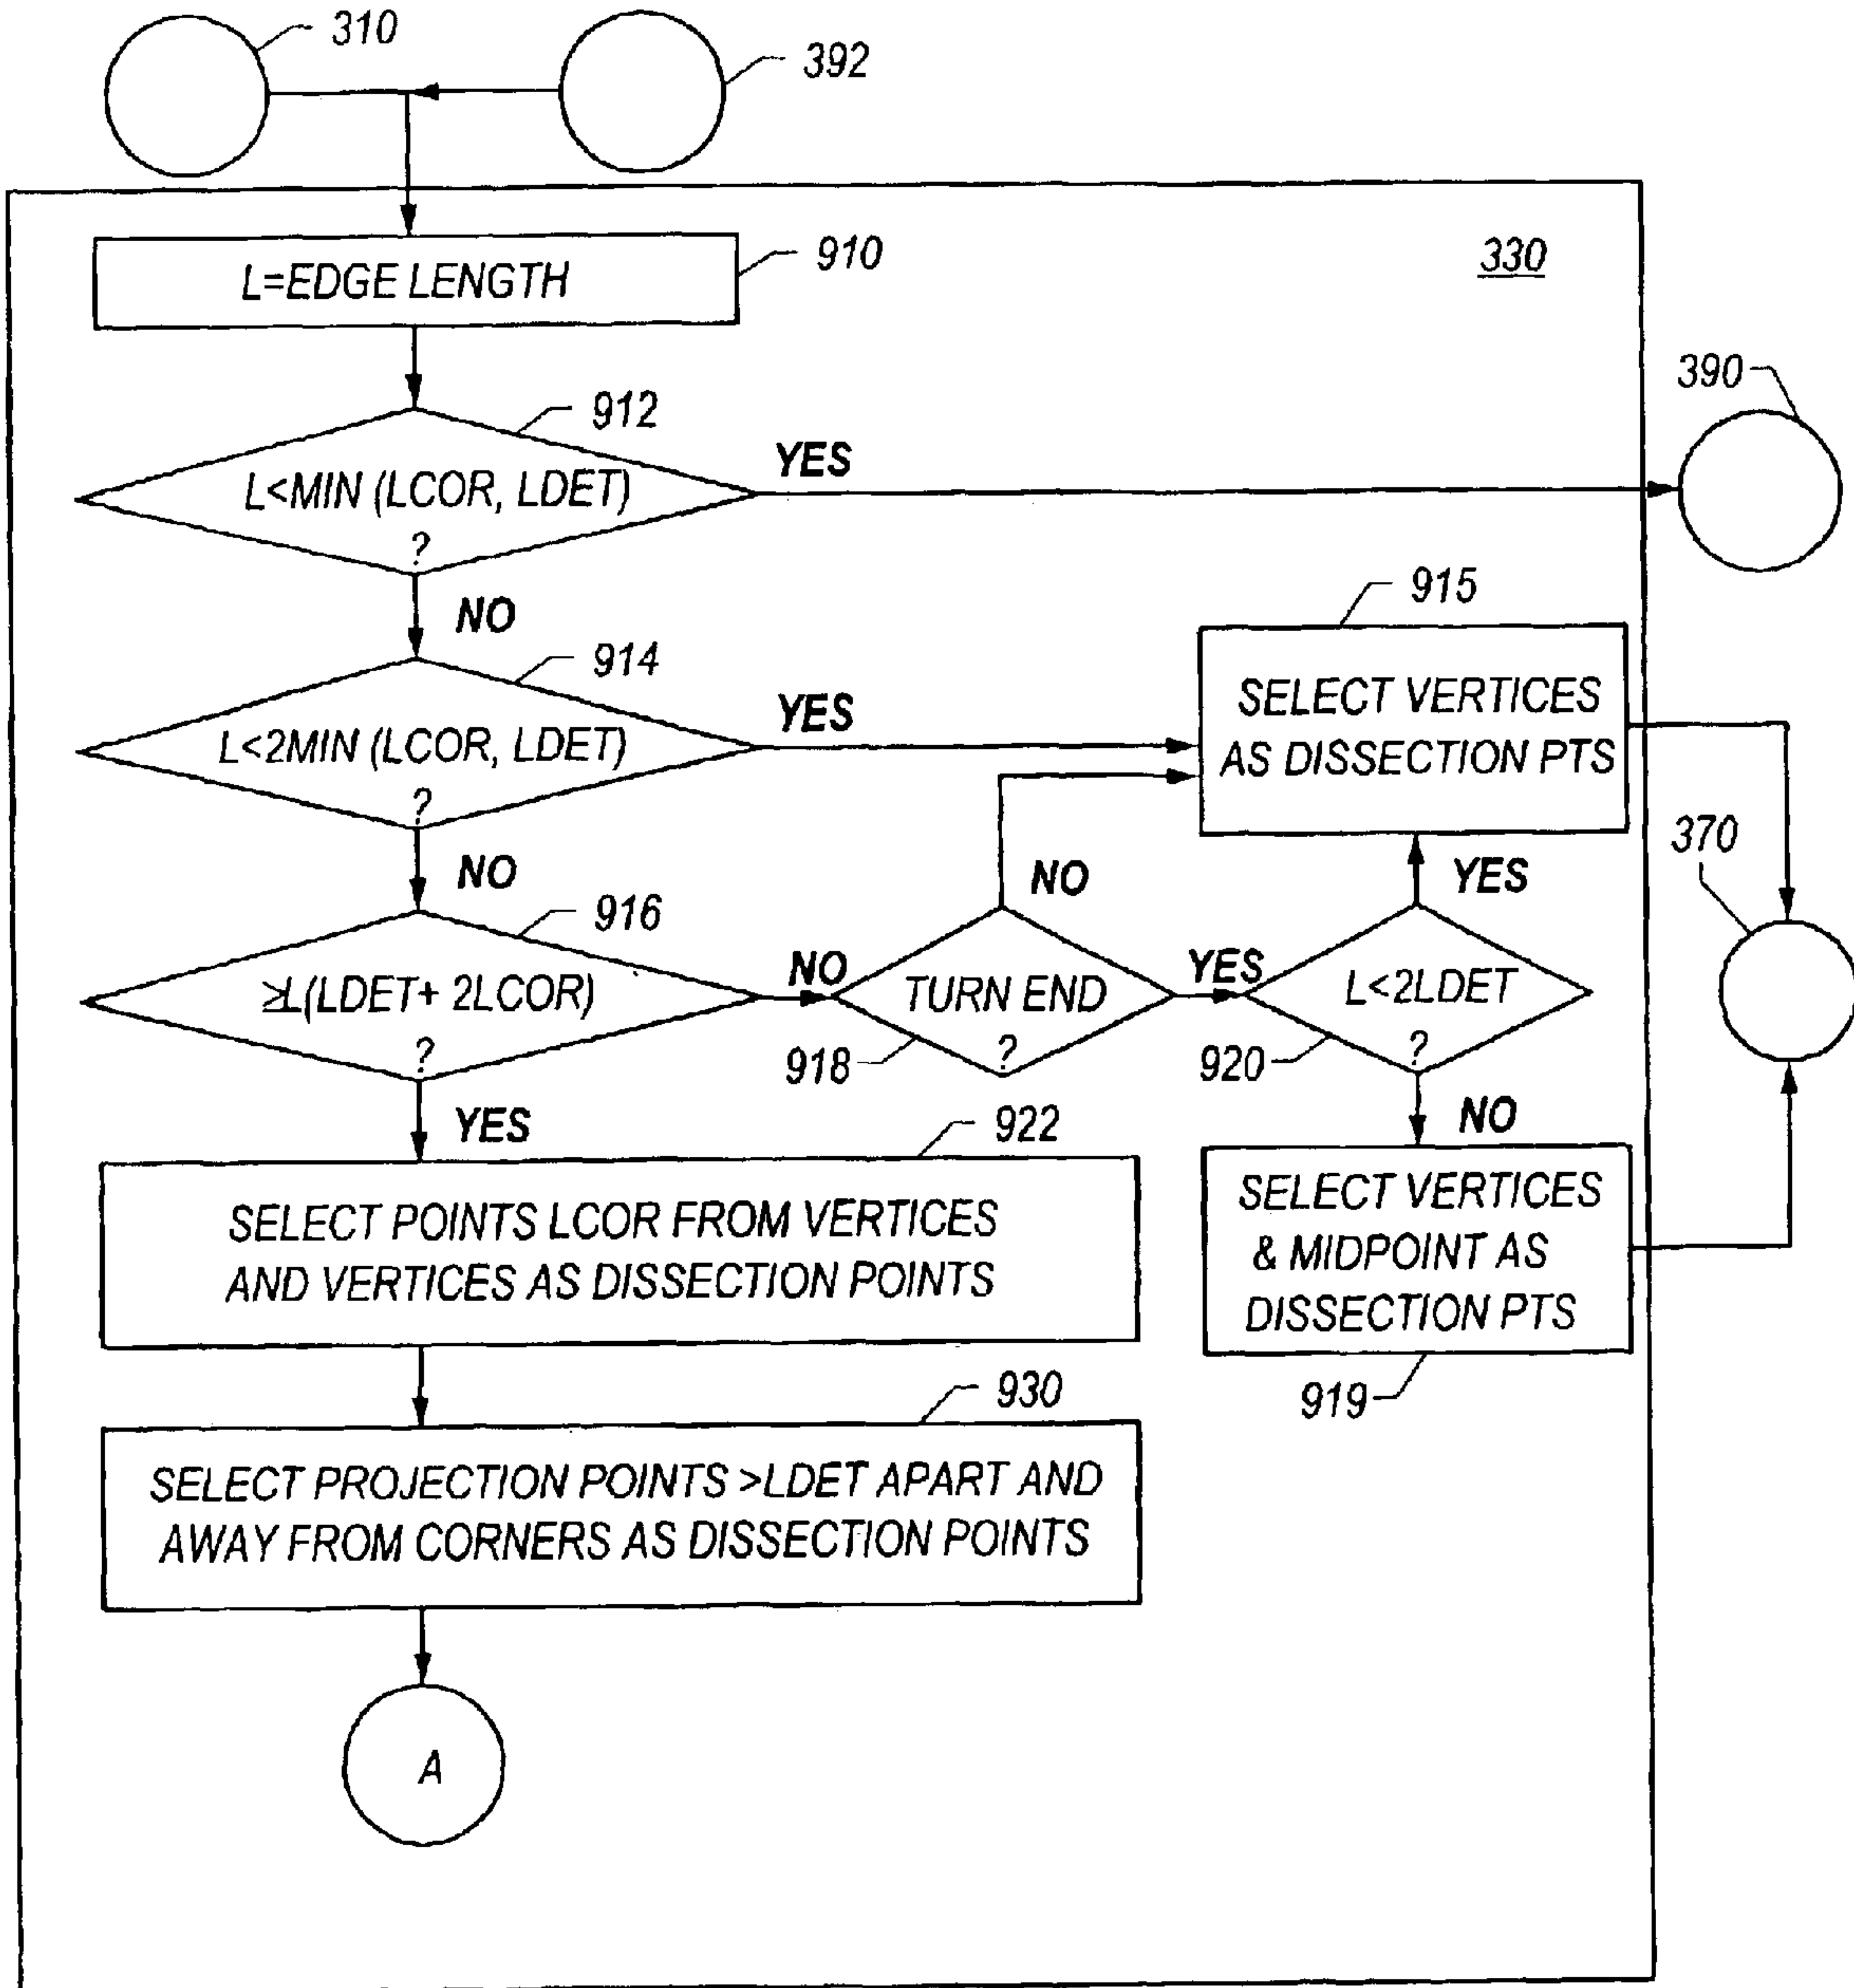 310
392
330
L=EDGE LENGTH
910
912
L<MIN (LCOR, LDET)
?
YES
390
NO
914
L<2MIN (LCOR, LDET)
?
YES
915
SELECT VERTICES
AS DISSECTION PTS
370
NO
916
≥L(LDET+ 2LCOR)
?
NO
NO
TURN END
?
918
YES
YES
L<2LDET
?
920
YES
922
SELECT POINTS LCOR FROM VERTICES
AND VERTICES AS DISSECTION POINTS
NO
SELECT VERTICES
& MIDPOINT AS
DISSECTION PTS
919
930
SELECT PROJECTION POINTS >LDET APART AND
AWAY FROM CORNERS AS DISSECTION POINTS
A